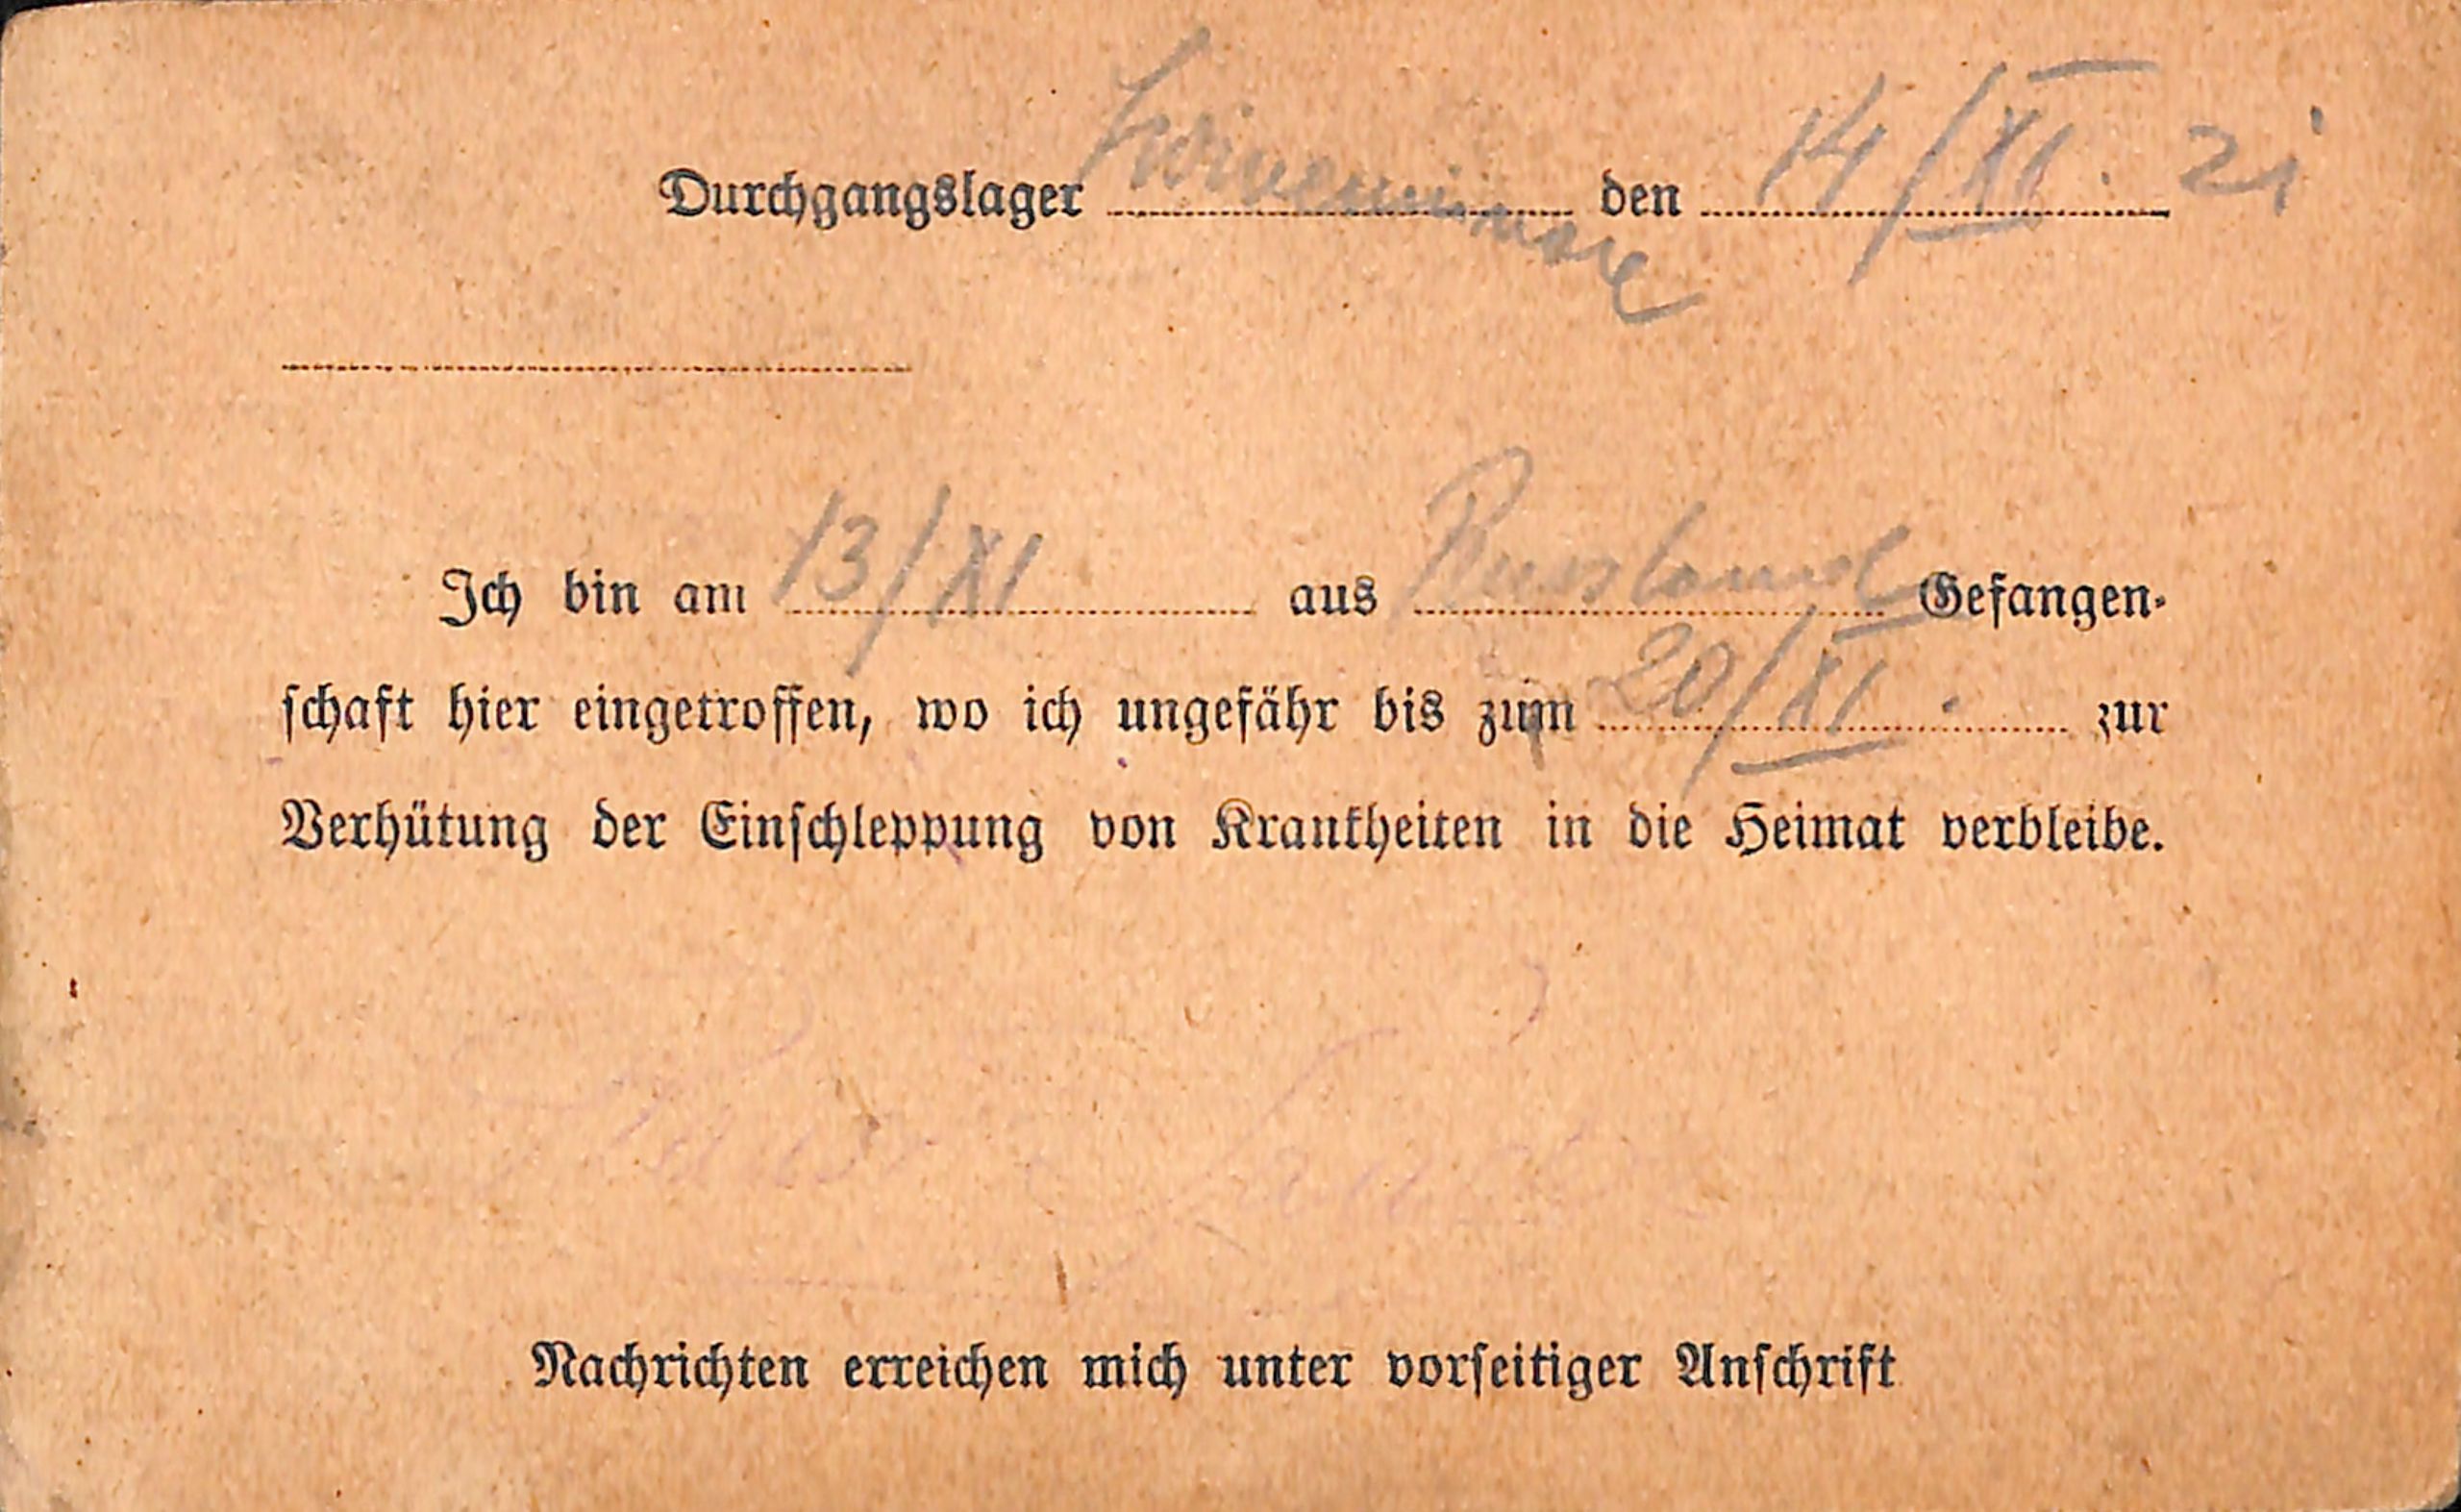 Durchgangslager Swinemünde den 14/XI. 21
Ich bin am 13/XI aus Russland Gefangen-
schaft hier eingetroffen, wo ich ungefähr bis zum 20/XI. zur
Verhütung der Einschleppung von Krankheiten in die Heimat verbleibe.
Nachrichten erreichen mich unter vorseitiger Anschrift